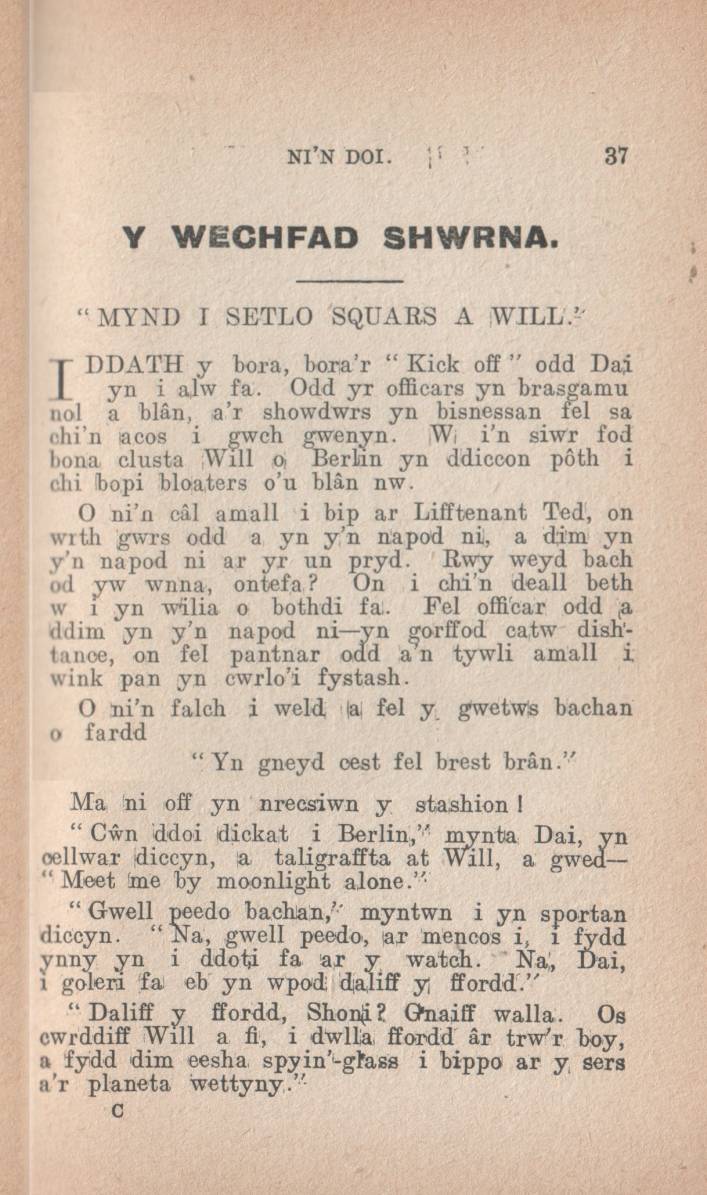 NI'N DOI.
37
Y WECHFAD SHWRNA.
"MYND I SETLO SQUARS A WILL."
IDDATH y bora, bora'r "Kick off" odd Dai
yn i alw fa. Odd yr officars yn brasgamu
nol a blân, a'r showdwrs yn bisnessan fel sa
chi'n acos i gwch gwenyn. Wi i'n siwr fod
bona clusta Will o Berlin yn ddiccon pôth i
chi bopi bloaters o'u blân nw.
O ni'n câl amall i bip ar Lifftenant Ted, on
wrth gwrs odd a yn y'n napod ni, a dim yn
y'n napod ni ar yr un pryd. Rwy weyd bach
od yw wnna, ontefa? On i chi'n deall beth
w i yn wilia o bothdi fa. Fel officar odd a
ddim yn y'n napod ni—yn gorffod catw dish-
tance, on fel pantnar odd a'n tywli amall i
wink pan yn cwrlo'i fystash.
O ni'n falch i weld a fel y gwetws bachan
o fardd
"Yn gneyd cest fel brest brân."
Ma ni off yn nrecsiwn y stashion!
"Cŵn ddoi dickat i Berlin," mynta Dai, yn
cellwar diccyn, a taligraffta at Will, a gwed—
"Meet me by moonlight alone."
"Gwell peedo bachan," myntwn i yn sportan
diccyn. "Na, gwell peedo, ar mencos i, i fydd
ynny yn i ddoti fa ar y watch. Na, Dai,
i goleri fa eb yn wpod daliff y ffordd."
"Daliff y ffordd, Shoni? Gnaiff walla. Os
cwrddiff Will a fi, i dwlla ffordd âr trw'r boy,
a fydd dim eesha spyin'-glass i bippo ar y sers
a'r planeta wettyny."
C